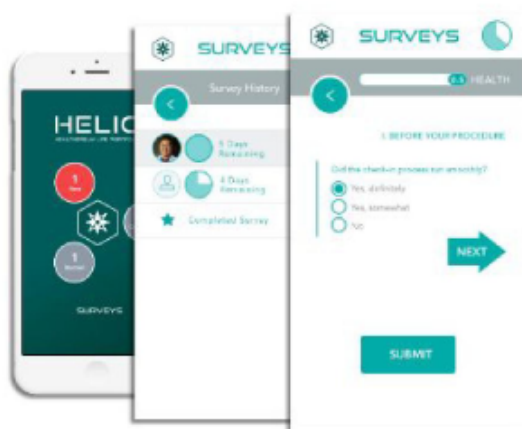 HELIO
1
New
1
SURVEYS
SURVEYS
Survey History
5 Days
Remaining
4 Days
Remaining
Completed Survey
SURVEYS
HEALTH
BEFORE YOUR PROCEDURE
Did the check-in process run smoothly?
Yes, definitely
Yes, somewhat
No
NEXT
SUBMIT